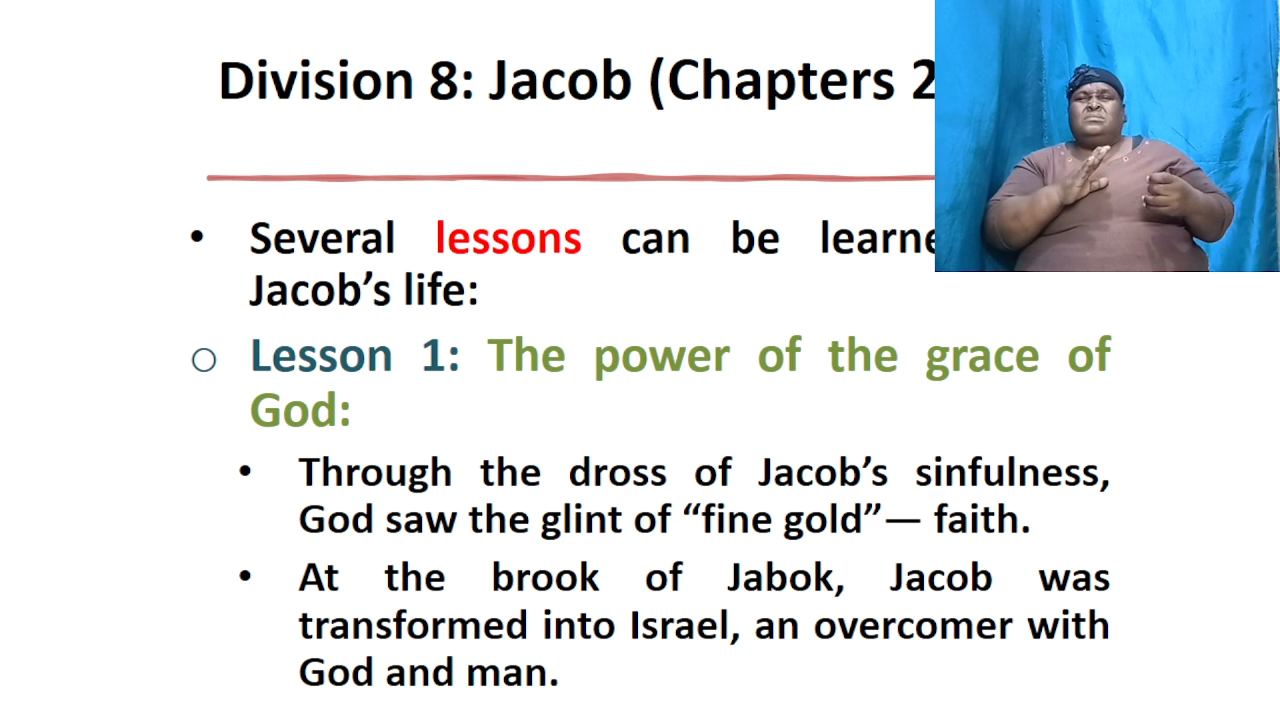 Division 8: Jacob (Chapters 2
• Several lessons can be learne
Jacob’s life:
○ Lesson 1: The power of the grace of
God:
• Through the dross of Jacob’s sinfulness,
God saw the glint of “fine gold”— faith.
• At the brook of Jabok, Jacob was
transformed into Israel, an overcomer with
God and man.